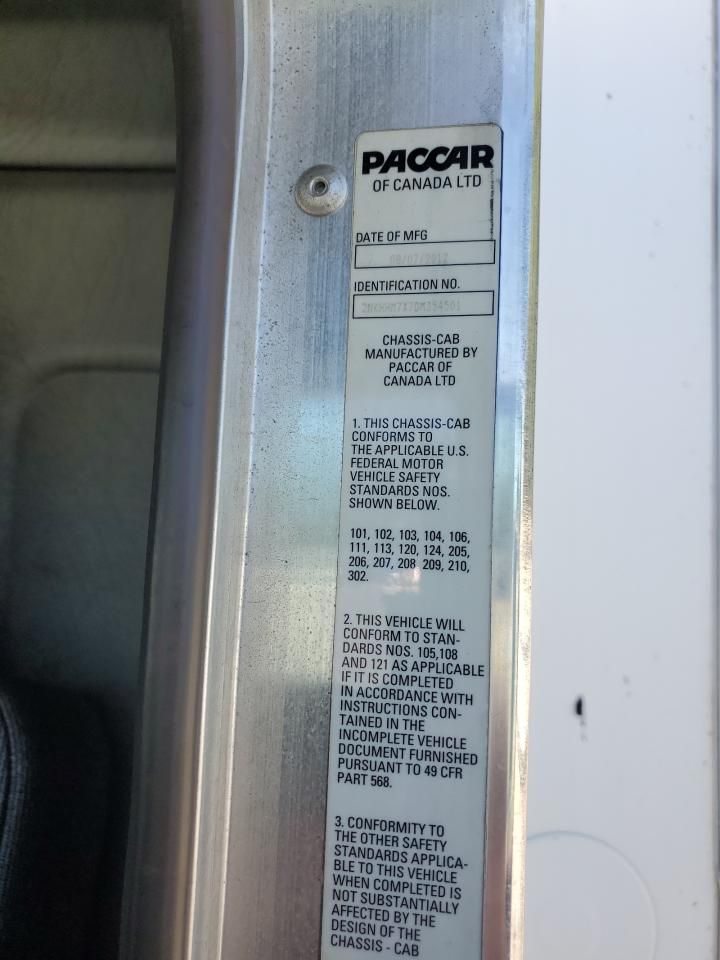 PACCAR
OF CANADA LTD
DATE OF MFG
08/07/2012
IDENTIFICATION NO.
CHASSIS-CAB
MANUFACTURED BY
PACCAR OF
CANADA LTD
1. THIS CHASSIS-CAB
CONFORMS TO
THE APPLICABLE U.S.
FEDERAL MOTOR
VEHICLE SAFETY
STANDARDS NOS.
SHOWN BELOW.
101, 102, 103, 104, 106,
111, 113, 120, 124, 205,
206, 207, 208 209, 210,
302.
2. THIS VEHICLE WILL
CONFORM TO STAN-
DARDS NOS. 105,108
AND 121 AS APPLICABLE
IF IT IS COMPLETED
IN ACCORDANCE WITH
INSTRUCTIONS CON-
TAINED IN THE
INCOMPLETE VEHICLE
DOCUMENT FURNISHED
PURSUANT TO 49 CFR
PART 568.
3. CONFORMITY TO
THE OTHER SAFETY
STANDARDS APPLICA-
BLE TO THIS VEHICLE
WHEN COMPLETED IS
NOT SUBSTANTIALLY
AFFECTED BY THE
DESIGN OF THE
CHASSIS - CAB